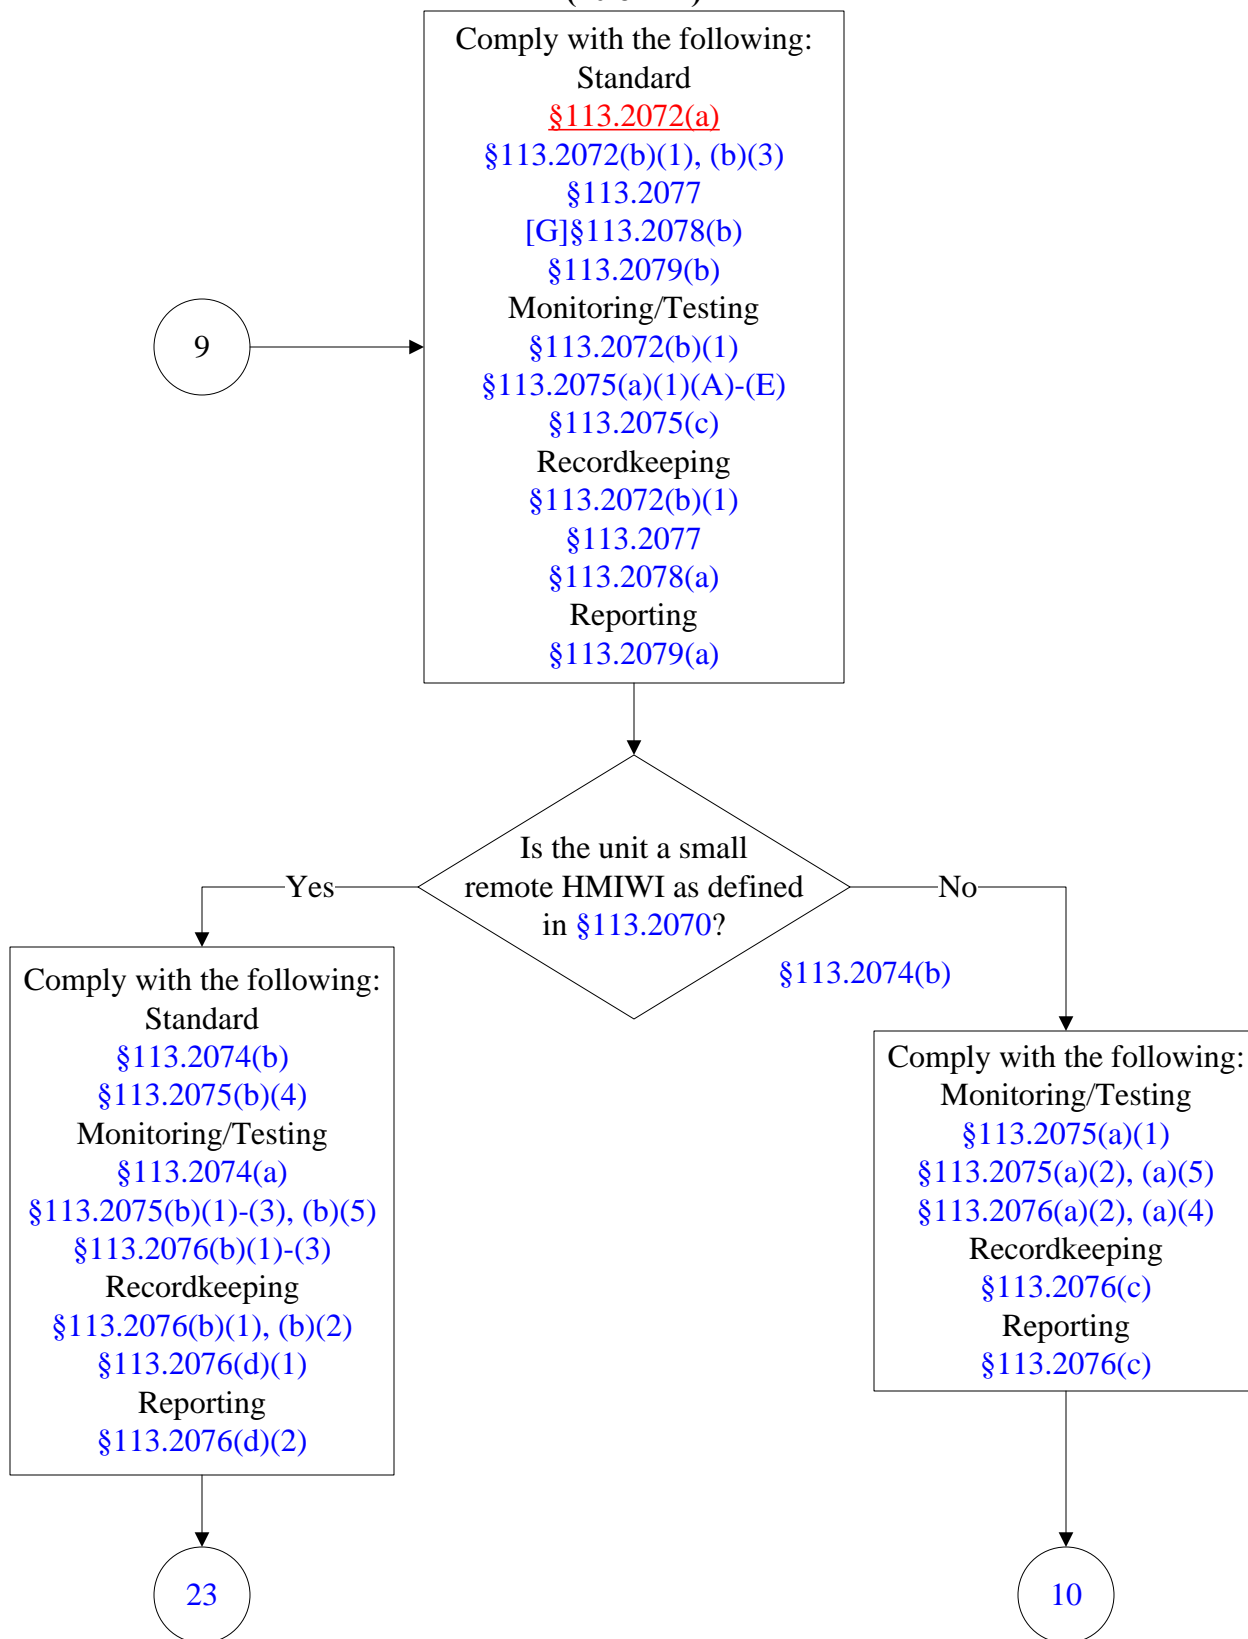 Comply with the following:
Standard
§113.2072(a)
§113.2072(b)(1), (b)(3)
§113.2077
[G]§113.2078(b)
§113.2079(b)
Monitoring/Testing
§113.2072(b)(1)
§113.2075(a)(1)(A)-(E)
§113.2075(c)
Recordkeeping
§113.2072(b)(1)
§113.2077
§113.2078(a)
Reporting
§113.2079(a)
9
Is the unit a small
remote HMIWI as defined
in §113.2070?
Yes
No
§113.2074(b)
Comply with the following:
Standard
§113.2074(b)
§113.2075(b)(4)
Monitoring/Testing
§113.2074(a)
§113.2075(b)(1)-(3), (b)(5)
§113.2076(b)(1)-(3)
Recordkeeping
§113.2076(b)(1), (b)(2)
§113.2076(d)(1)
Reporting
§113.2076(d)(2)
Comply with the following:
Monitoring/Testing
§113.2075(a)(1)
§113.2075(a)(2), (a)(5)
§113.2076(a)(2), (a)(4)
Recordkeeping
§113.2076(c)
Reporting
§113.2076(c)
23
10